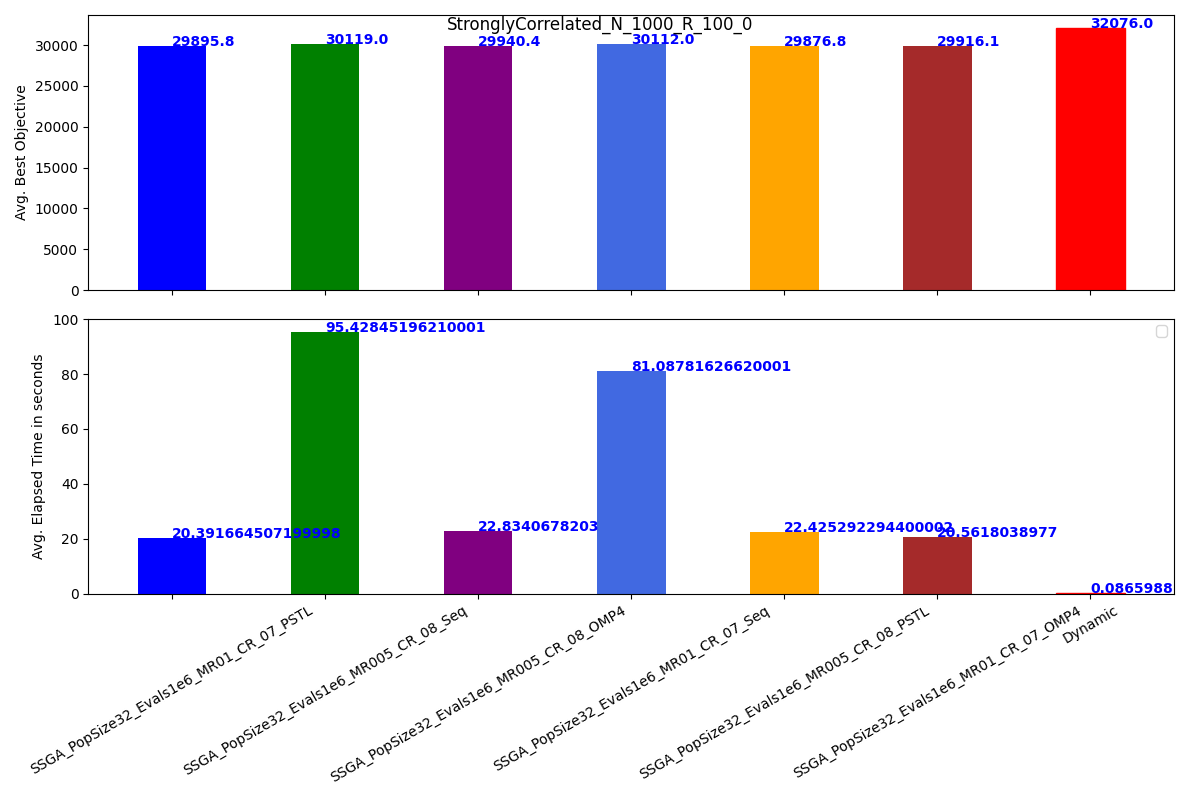 StronglyCorrelated_N_1000_R_100_0
Avg. Best Objective
30000
25000
20000
15000
10000
5000
0
29895.8
30119.0
29940.4
30112.0
29876.8
29916.1
32076.0
Avg. Elapsed Time in seconds
100
80
60
40
20
0
20.391664507199998
95.42845196210001
22.8340678203
81.08781626620001
22.425292294400002
20.5618038977
0.0865988
SSGA_PopSize32_Evals1e6_MR01_CR_07_PSTL
SSGA_PopSize32_Evals1e6_MR005_CR_08_Seq
SSGA_PopSize32_Evals1e6_MR005_CR_08_OMP4
SSGA_PopSize32_Evals1e6_MR01_CR_07_Seq
SSGA_PopSize32_Evals1e6_MR005_CR_08_PSTL
SSGA_PopSize32_Evals1e6_MR01_CR_07_OMP4
Dynamic